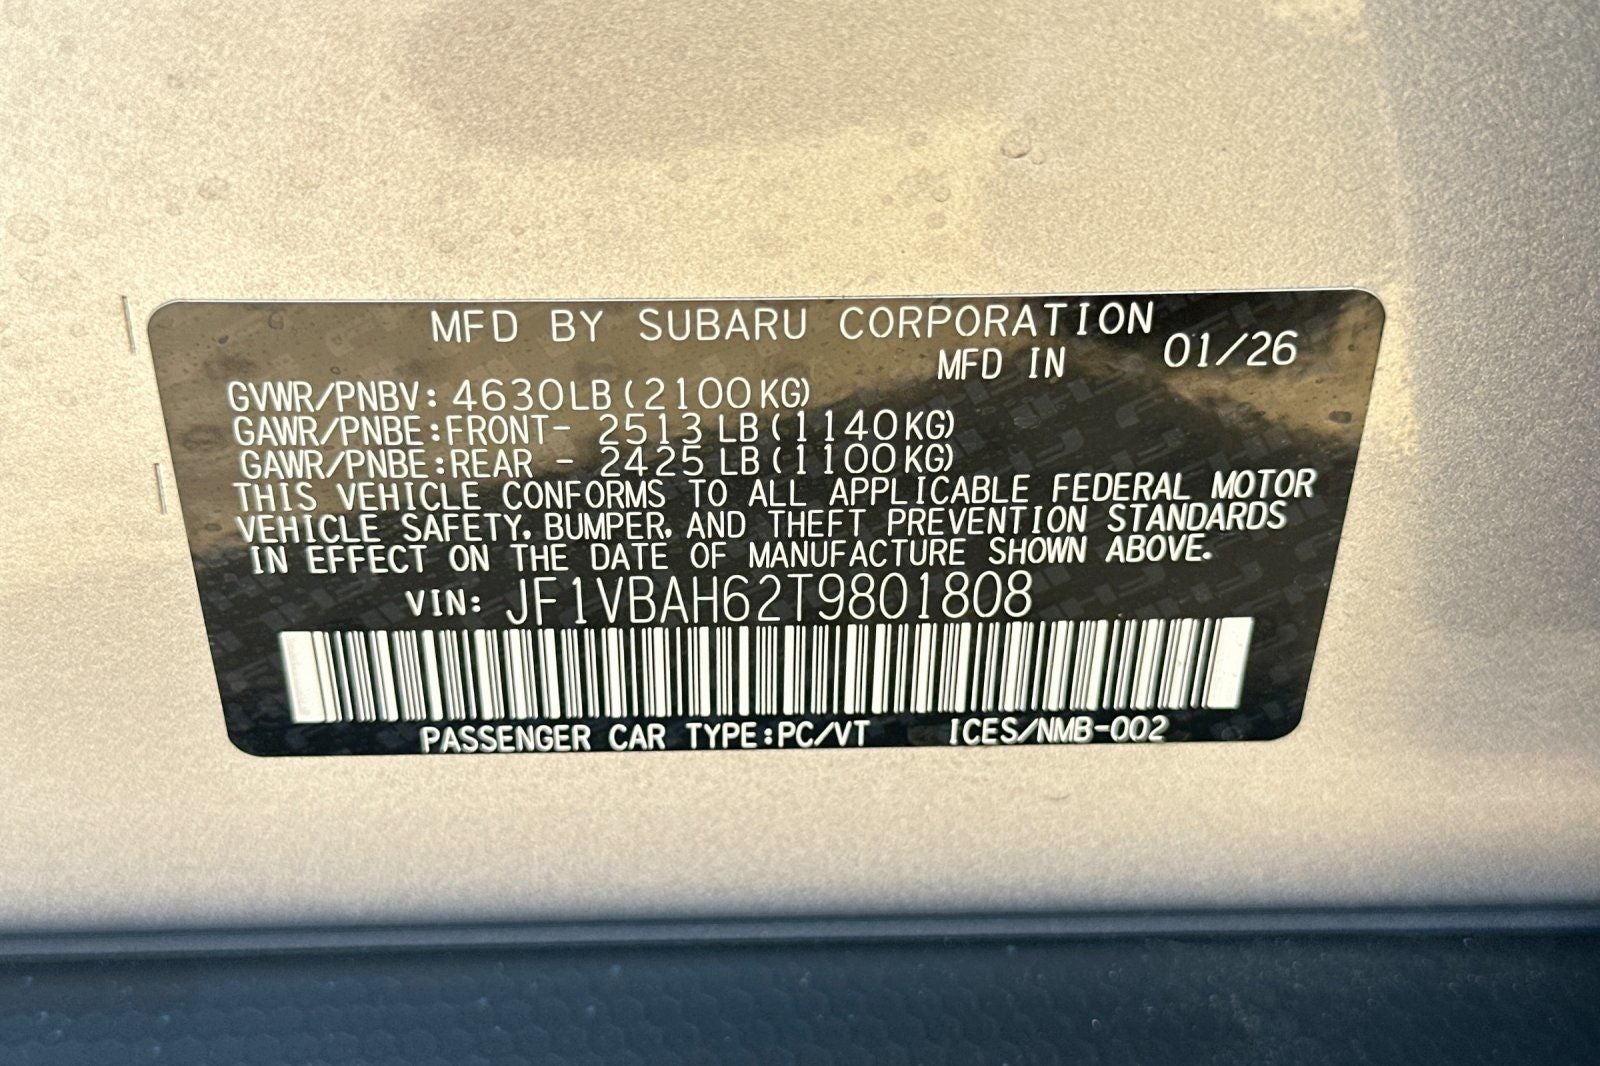 MFD BY SUBARU CORPORATION
MFD IN 01/26
GVWR/PNBV: 4630LB (2100KG)
GAWR/PNBE:FRONT- 2513 LB (1140KG)
GAWR/PNBE:REAR - 2425 LB (1100KG)
THIS VEHICLE CONFORMS TO ALL APPLICABLE FEDERAL MOTOR
VEHICLE SAFETY, BUMPER, AND THEFT PREVENTION STANDARDS
IN EFFECT ON THE DATE OF MANUFACTURE SHOWN ABOVE.
VIN: JF1VBAH62T9801808
PASSENGER CAR TYPE:PC/VT ICES/NMB-002